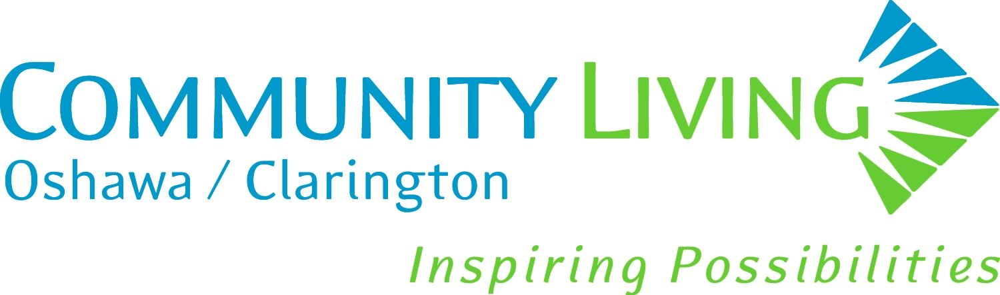 COMMUNITY LIVING
Oshawa / Clarington
Inspiring Possibilities